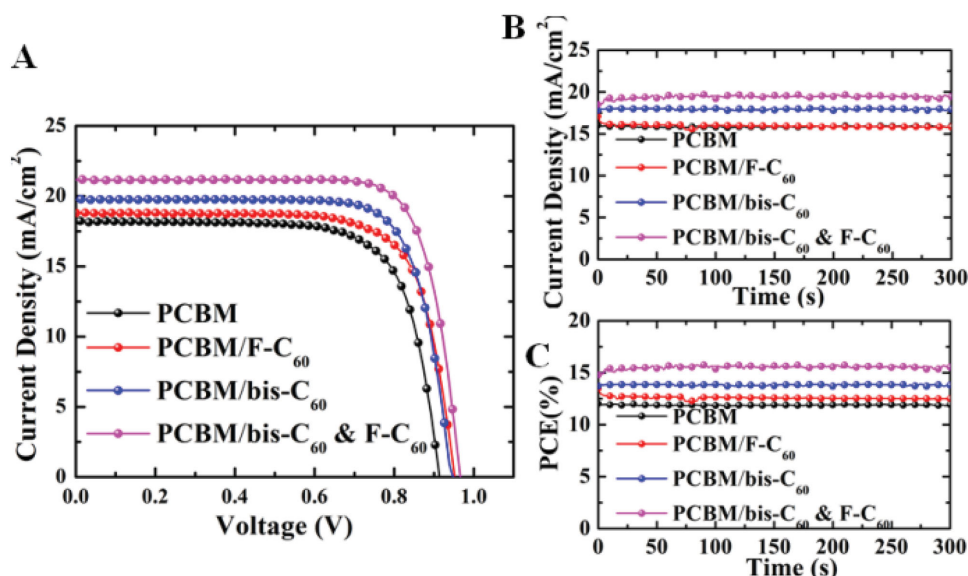 A
Current Density (mA/cm²)
25
20
15
10
5
0
PCBM
PCBM/F-C₆₀
PCBM/bis-C₆₀
PCBM/bis-C₆₀ & F-C₆₀
0.0 0.2 0.4 0.6 0.8 1.0
Voltage (V)
B
Current Density (mA/cm²)
25
20
15
10
5
0
PCBM
PCBM/F-C₆₀
PCBM/bis-C₆₀
PCBM/bis-C₆₀ & F-C₆₀
0 50 100 150 200 250 300
Time (s)
C
PCE(%)
20
15
10
5
0
PCBM
PCBM/F-C₆₀
PCBM/bis-C₆₀
PCBM/bis-C₆₀ & F-C₆₀
0 50 100 150 200 250 300
Time (s)